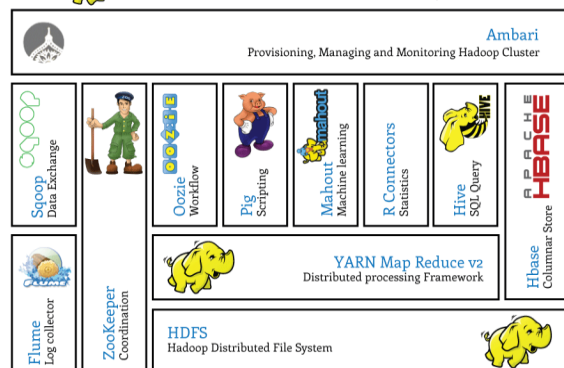 Ambari
Provisioning, Managing and Monitoring Hadoop Cluster
sqoop
Sqoop
Data Exchange
ZooKeeper
Coordination
OOZIE
Oozie
Workflow
Pig
Scripting
mahout
Mahout
Machine learning
R Connectors
Statistics
HIVE
Hive
SQL Query
APACHE
HBASE
Hbase
Columnar Store
FLUME
Flume
Log collector
YARN Map Reduce v2
Distributed processing Framework
HDFS
Hadoop Distributed File System